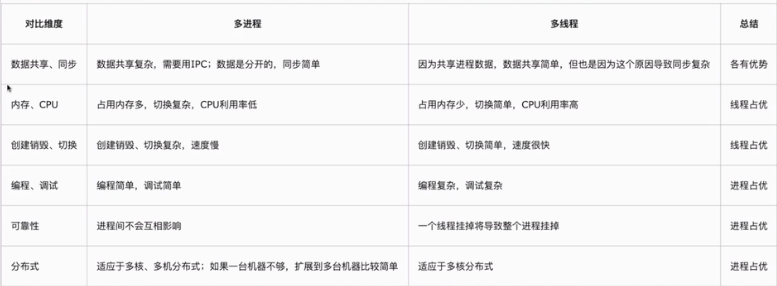 对比维度 多进程 多线程 总结
数据共享、同步 数据共享复杂，需要用IPC；数据是分开的，同步简单 因为共享进程数据，数据共享简单，但也是因为这个原因导致同步复杂 各有优势
内存、CPU 占用内存多，切换复杂，CPU利用率低 占用内存少，切换简单，CPU利用率高 线程占优
创建销毁、切换 创建销毁、切换复杂，速度慢 创建销毁、切换简单，速度很快 线程占优
编程、调试 编程简单，调试简单 编程复杂，调试复杂 进程占优
可靠性 进程间不会互相影响 一个线程挂掉将导致整个进程挂掉 进程占优
分布式 适应于多核、多机分布式；如果一台机器不够，扩展到多台机器比较简单 适应于多核分布式 进程占优